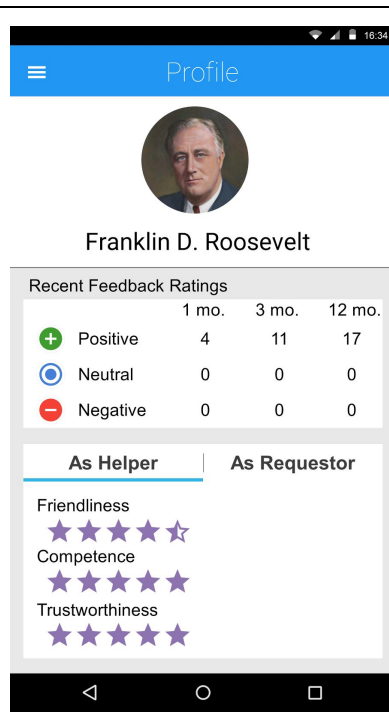 16:34
Profile
Franklin D. Roosevelt
Recent Feedback Ratings
1 mo. 3 mo. 12 mo.
Positive 4 11 17
Neutral 0 0 0
Negative 0 0 0
As Helper As Requestor
Friendliness
Competence
Trustworthiness